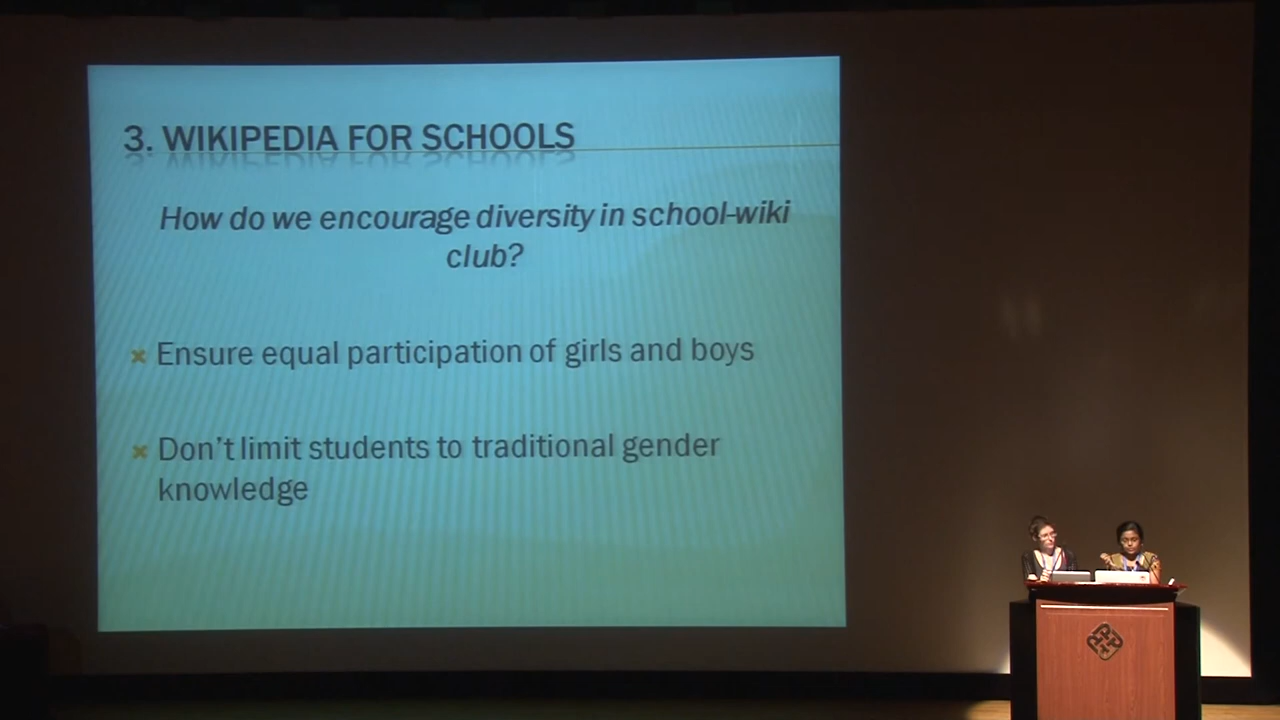 3. WIKIPEDIA FOR SCHOOLS
How do we encourage diversity in school-wiki
club?
Ensure equal participation of girls and boys
Don't limit students to traditional gender
knowledge